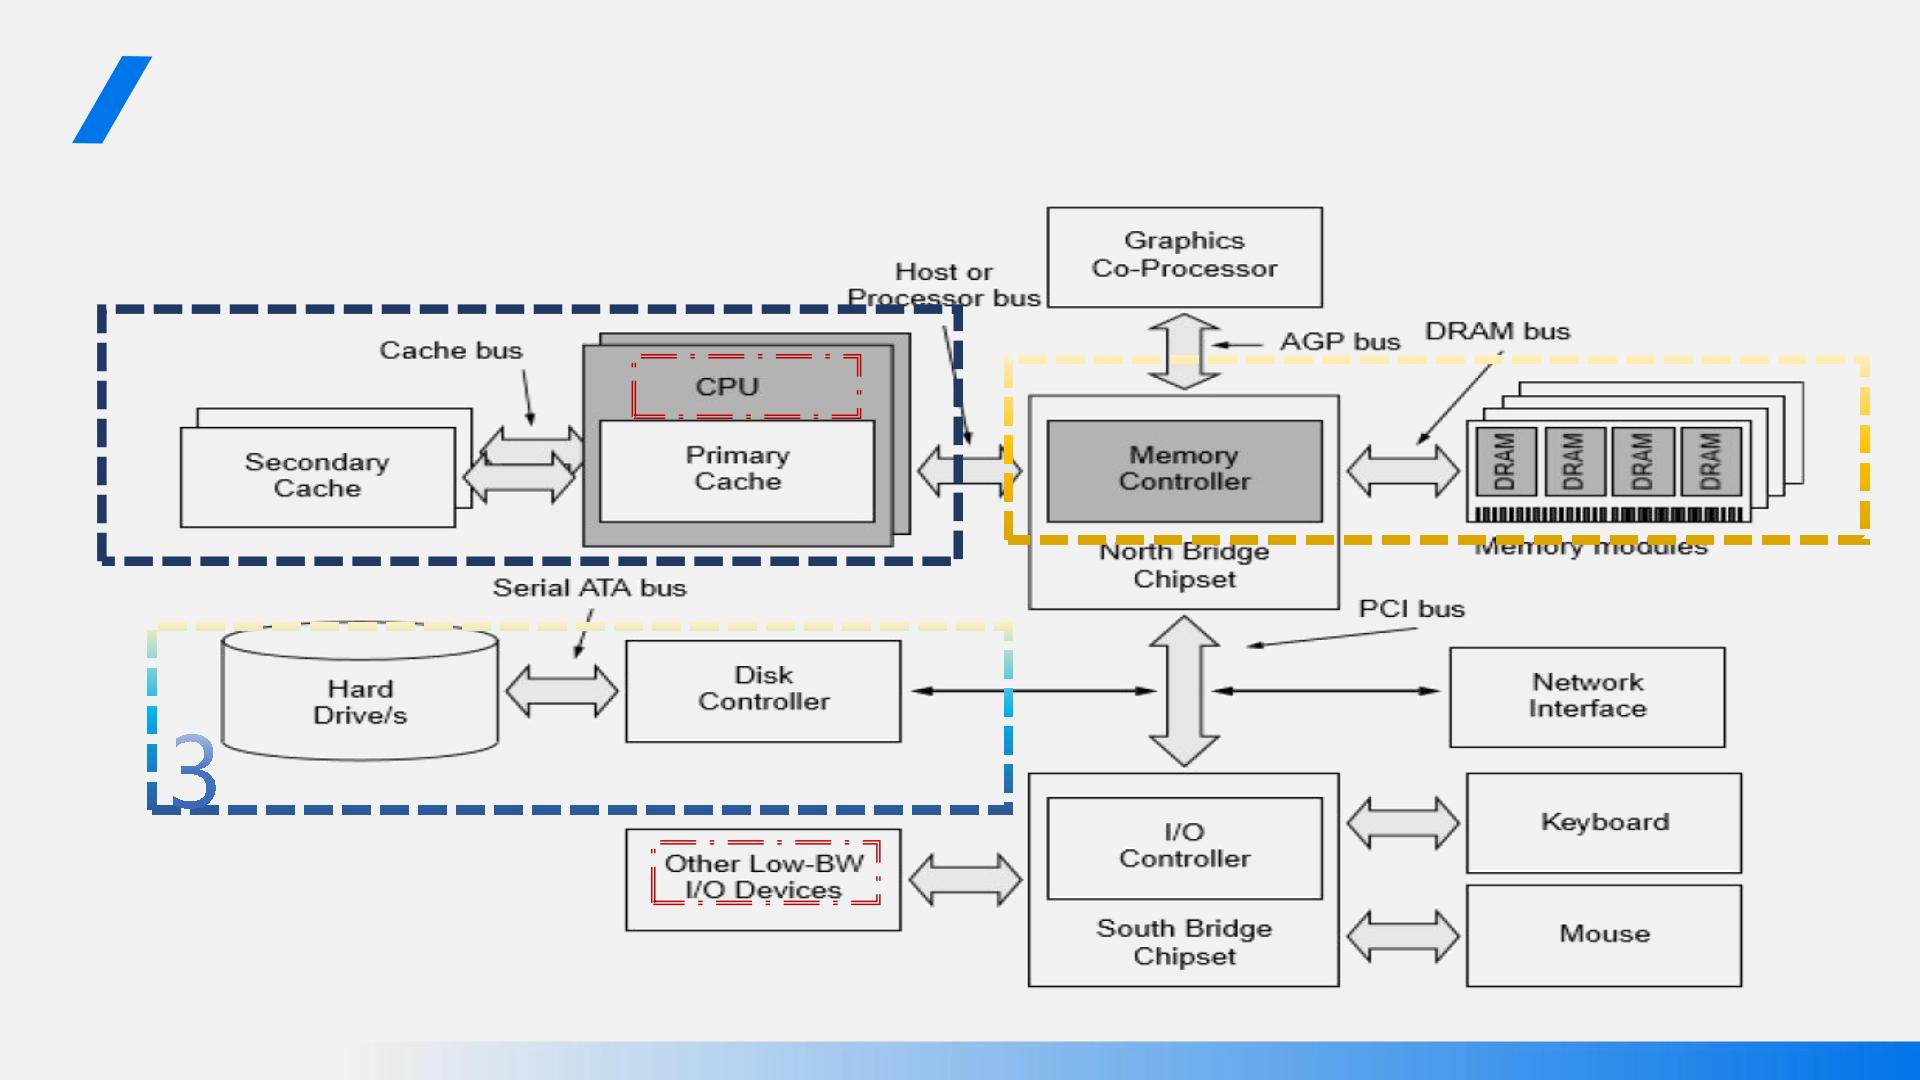 Graphics
Co-Processor
Host or
Processor bus
AGP bus
DRAM bus
Cache bus
CPU
Primary
Cache
Secondary
Cache
Memory
Controller
North Bridge
Chipset
DRAM
DRAM
DRAM
DRAM
Memory modules
Serial ATA bus
PCI bus
Hard
Drive/s
Disk
Controller
Network
Interface
3
I/O
Controller
South Bridge
Chipset
Keyboard
Other Low-BW
I/O Devices
Mouse